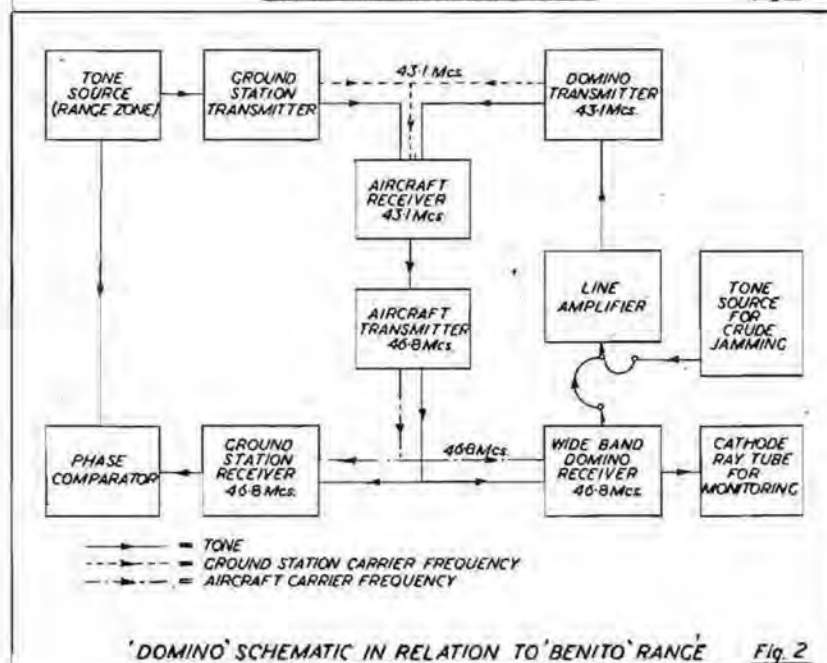 TONE
SOURCE
(RANGE ZONE)
GROUND
STATION
TRANSMITTER
43·1 Mcs.
DOMINO
TRANSMITTER
43·1 Mcs.
AIRCRAFT
RECEIVER
43·1 Mcs.
AIRCRAFT
TRANSMITTER
46·8 Mcs.
LINE
AMPLIFIER
TONE
SOURCE
FOR
CRUDE
JAMMING
PHASE
COMPARATOR
GROUND
STATION
RECEIVER
46·8 Mcs.
46·8 Mcs.
WIDE BAND
DOMINO
RECEIVER
46·8 Mcs.
CATHODE
RAY TUBE
FOR
MONITORING
= TONE
= GROUND STATION CARRIER FREQUENCY
= AIRCRAFT CARRIER FREQUENCY
'DOMINO' SCHEMATIC IN RELATION TO 'BENITO' RANGE Fig. 2